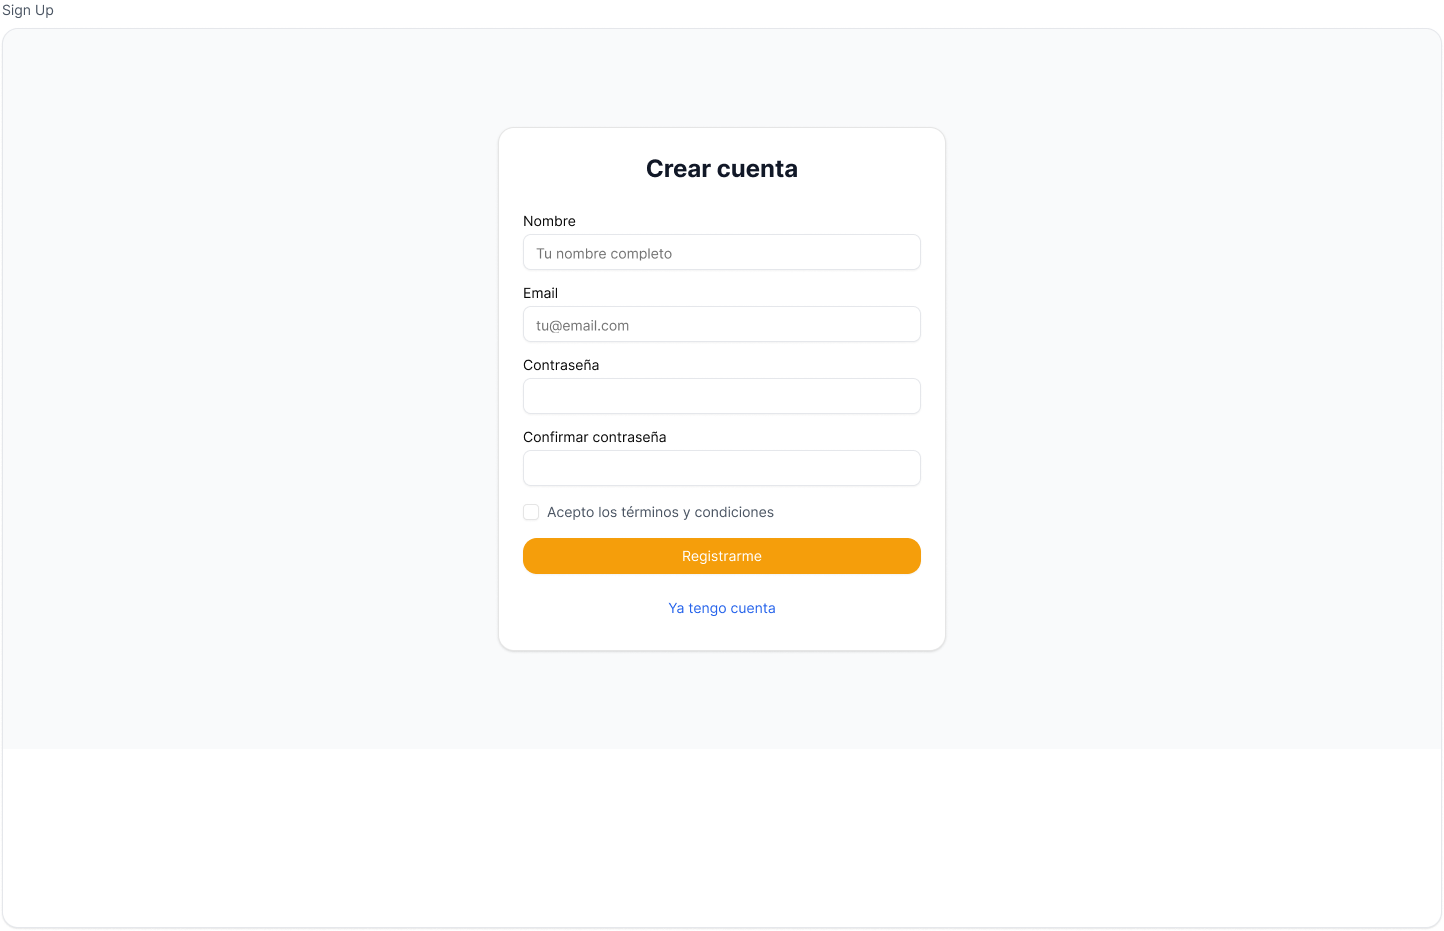 Sign Up
Crear cuenta
Nombre
Tu nombre completo
Email
tu@email.com
Contraseña
Confirmar contraseña
Acepto los términos y condiciones
Registrarme
Ya tengo cuenta